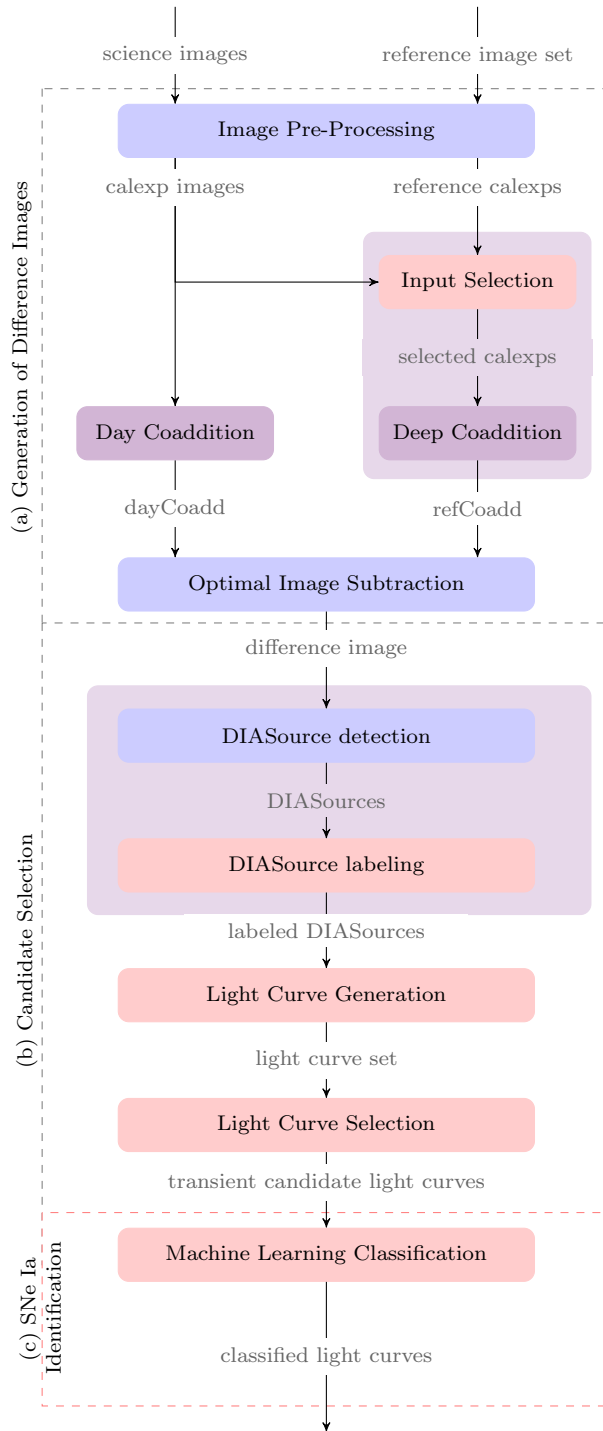 science images
reference image set
Image Pre-Processing
calexp images
reference calexps
Input Selection
selected calexps
Day Coaddition
Deep Coaddition
dayCoadd
refCoadd
Optimal Image Subtraction
(a) Generation of Difference Images
difference image
DIASource detection
DIASources
DIASource labeling
labeled DIASources
Light Curve Generation
light curve set
Light Curve Selection
transient candidate light curves
(b) Candidate Selection
Machine Learning Classification
classified light curves
(c) SNe Ia
Identification